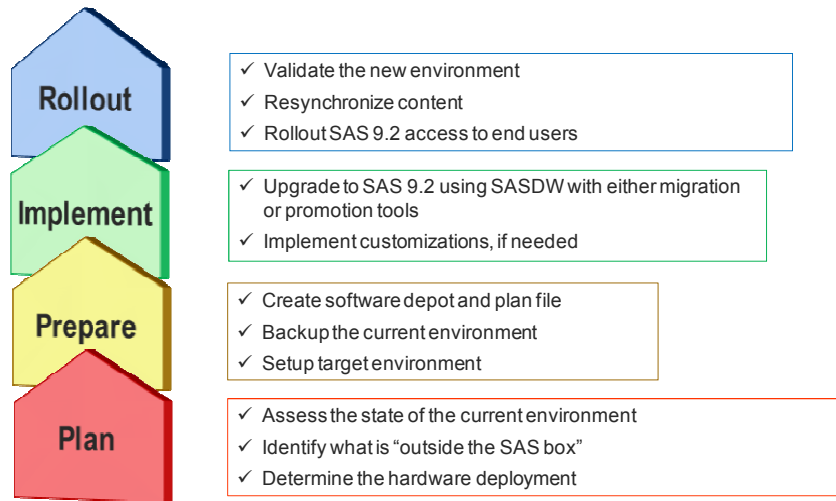 Rollout
✓ Validate the new environment
✓ Resynchronize content
✓ Rollout SAS 9.2 access to end users
Implement
✓ Upgrade to SAS 9.2 using SASDW with either migration
or promotion tools
✓ Implement customizations, if needed
Prepare
✓ Create software depot and plan file
✓ Backup the current environment
✓ Setup target environment
Plan
✓ Assess the state of the current environment
✓ Identify what is “outside the SAS box”
✓ Determine the hardware deployment